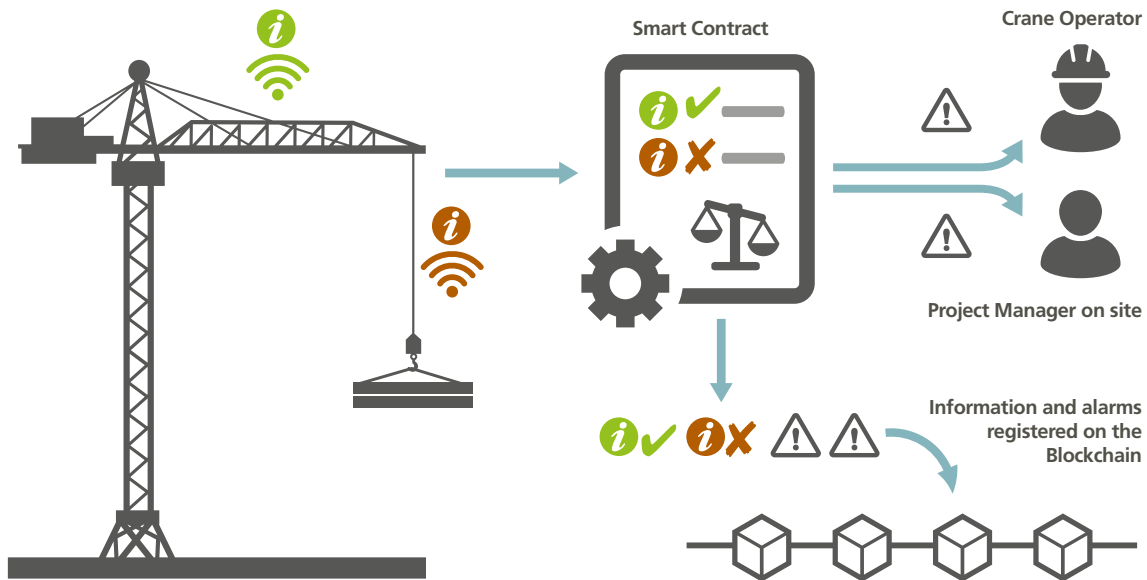 Smart Contract
Crane Operator
Project Manager on site
Information and alarms
registered on the
Blockchain